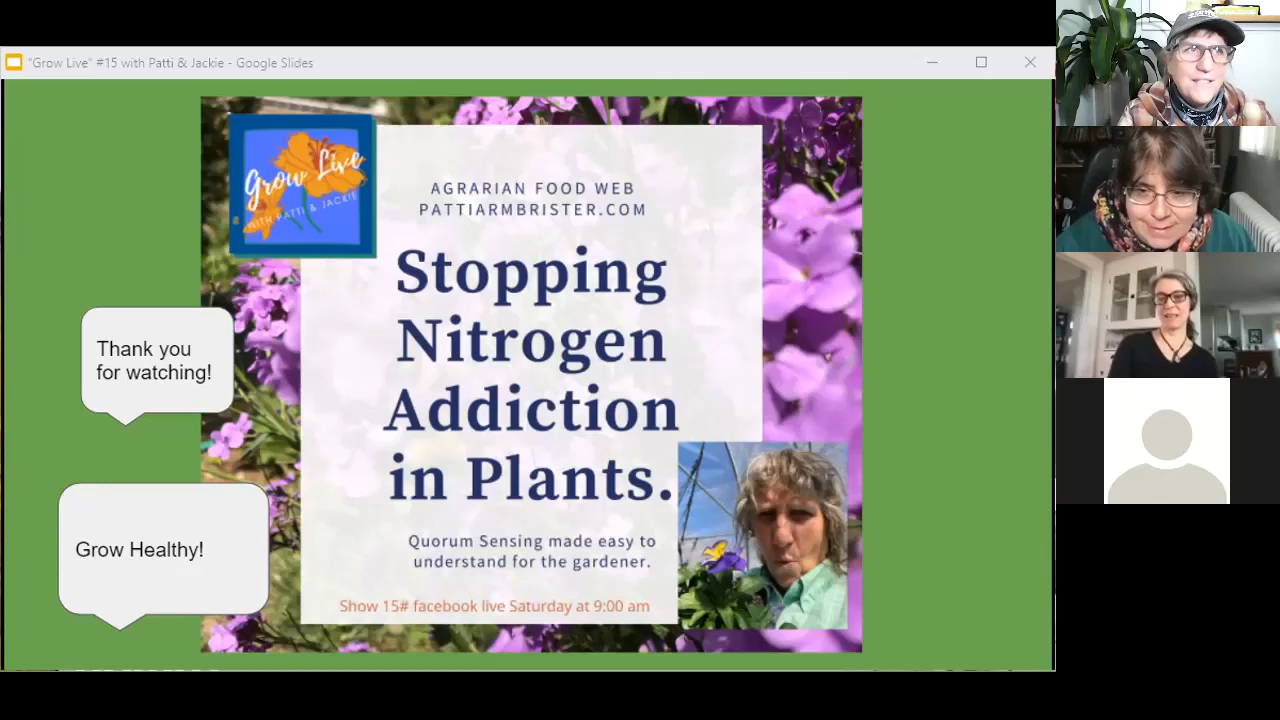 "Grow Live" #15 with Patti & Jackie - Google Slides
Grow Live
WITH PATTI & JACKIE
AGRARIAN FOOD WEB
PATTIARMBRISTER.COM
Stopping
Nitrogen
Addiction
in Plants.
Quorum Sensing made easy to
understand for the gardener.
Show 15# facebook live Saturday at 9:00 am
Thank you
for watching!
Grow Healthy!